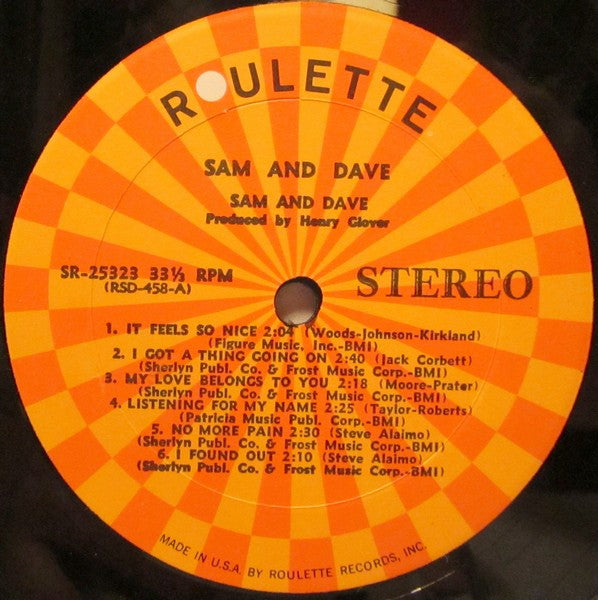 ROULETTE
SAM AND DAVE
SAM AND DAVE
Produced by Henry Glover
SR-25323 33⅓ RPM
(RSD-458-A)
STEREO
1. IT FEELS SO NICE 2:04 (Woods-Johnson-Kirkland)
(Figure Music, Inc.-BMI)
2. I GOT A THING GOING ON 2:40 (Jack Corbett)
(Sherlyn Publ. Co. & Frost Music Corp.-BMI)
3. MY LOVE BELONGS TO YOU 2:18 (Moore-Prater)
(Sherlyn Publ. Co. & Frost Music Corp.-BMI)
4. LISTENING FOR MY NAME 2:25 (Taylor-Roberts)
(Patricia Music Publ. Corp.-BMI)
5. NO MORE PAIN 2:30 (Steve Alaimo)
(Sherlyn Publ. Co. & Frost Music Corp.-BMI)
6. I FOUND OUT 2:10 (Steve Alaimo)
(Sherlyn Publ. Co. & Frost Music Corp.-BMI)
MADE IN U.S.A. BY ROULETTE RECORDS, INC.